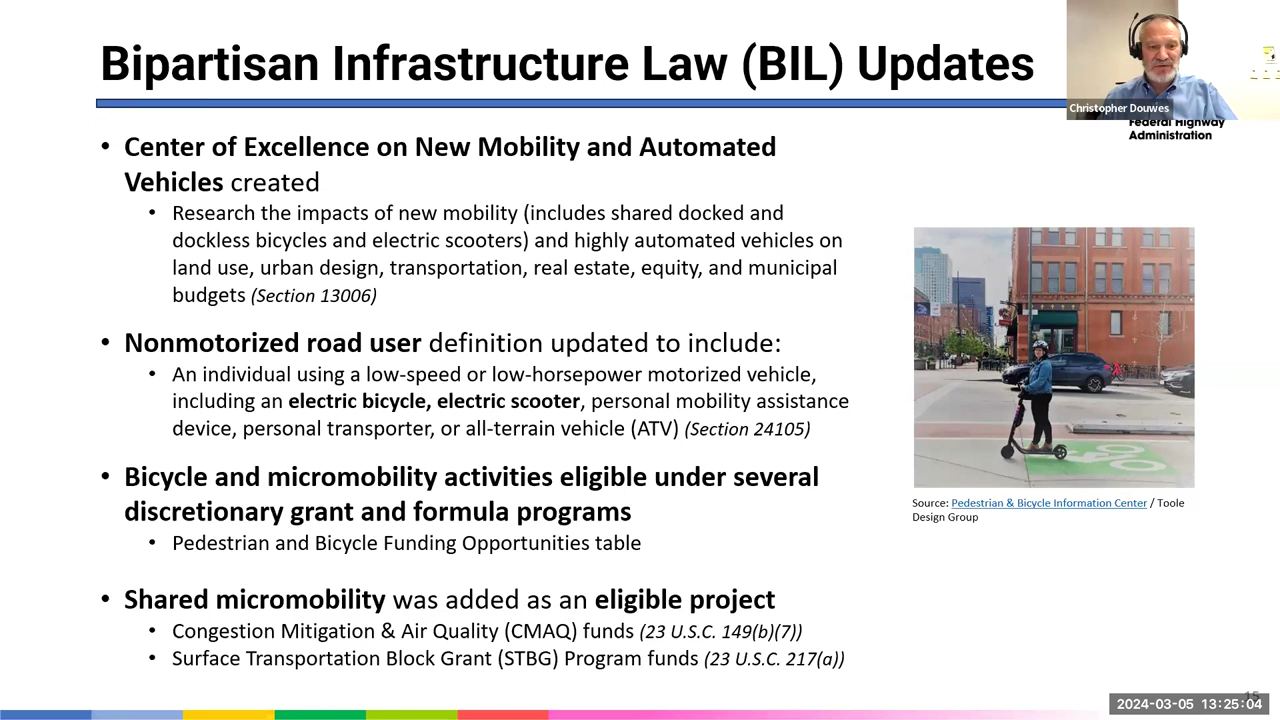 Bipartisan Infrastructure Law (BIL) Updates
Christopher Douwes
Federal Highway
Administration
• Center of Excellence on New Mobility and Automated
Vehicles created
• Research the impacts of new mobility (includes shared docked and
dockless bicycles and electric scooters) and highly automated vehicles on
land use, urban design, transportation, real estate, equity, and municipal
budgets (Section 13006)
• Nonmotorized road user definition updated to include:
• An individual using a low-speed or low-horsepower motorized vehicle,
including an electric bicycle, electric scooter, personal mobility assistance
device, personal transporter, or all-terrain vehicle (ATV) (Section 24105)
• Bicycle and micromobility activities eligible under several
discretionary grant and formula programs
• Pedestrian and Bicycle Funding Opportunities table
• Shared micromobility was added as an eligible project
• Congestion Mitigation & Air Quality (CMAQ) funds (23 U.S.C. 149(b)(7))
• Surface Transportation Block Grant (STBG) Program funds (23 U.S.C. 217(a))
Source: Pedestrian & Bicycle Information Center / Toole
Design Group
15
2024-03-05 13:25:04